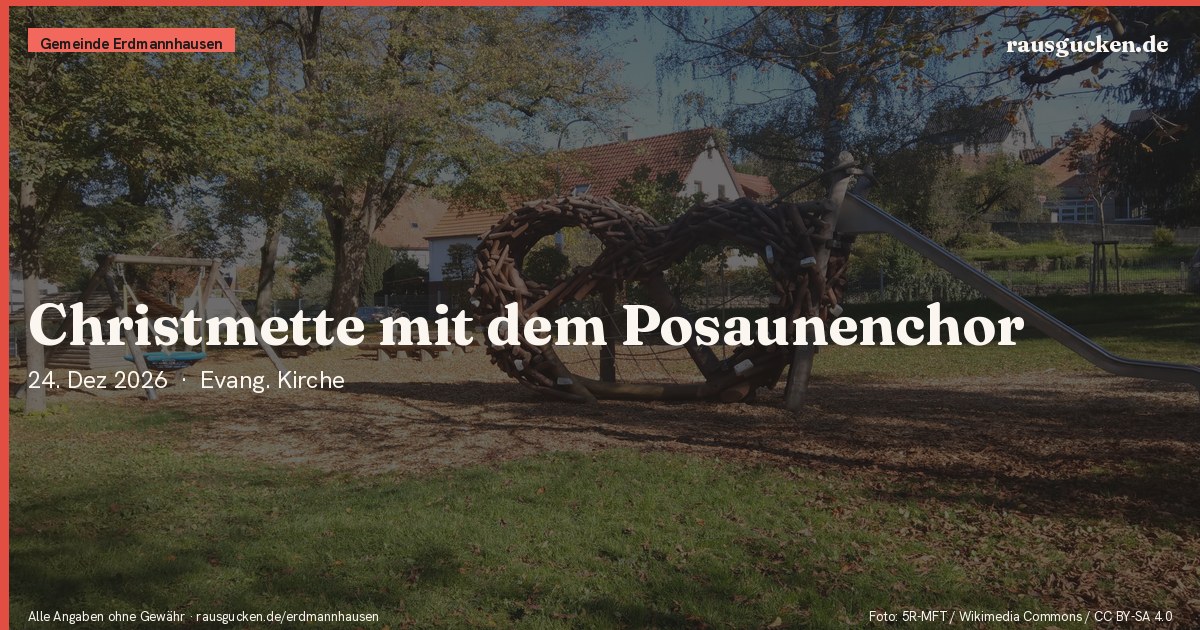 Gemeinde Erdmannhausen
rausgucken.de
Christmette mit dem Posaunenchor
24. Dez 2026 · Evang. Kirche
Alle Angaben ohne Gewähr · rausgucken.de/erdmannhausen
Foto: 5R-MFT / Wikimedia Commons / CC BY-SA 4.0